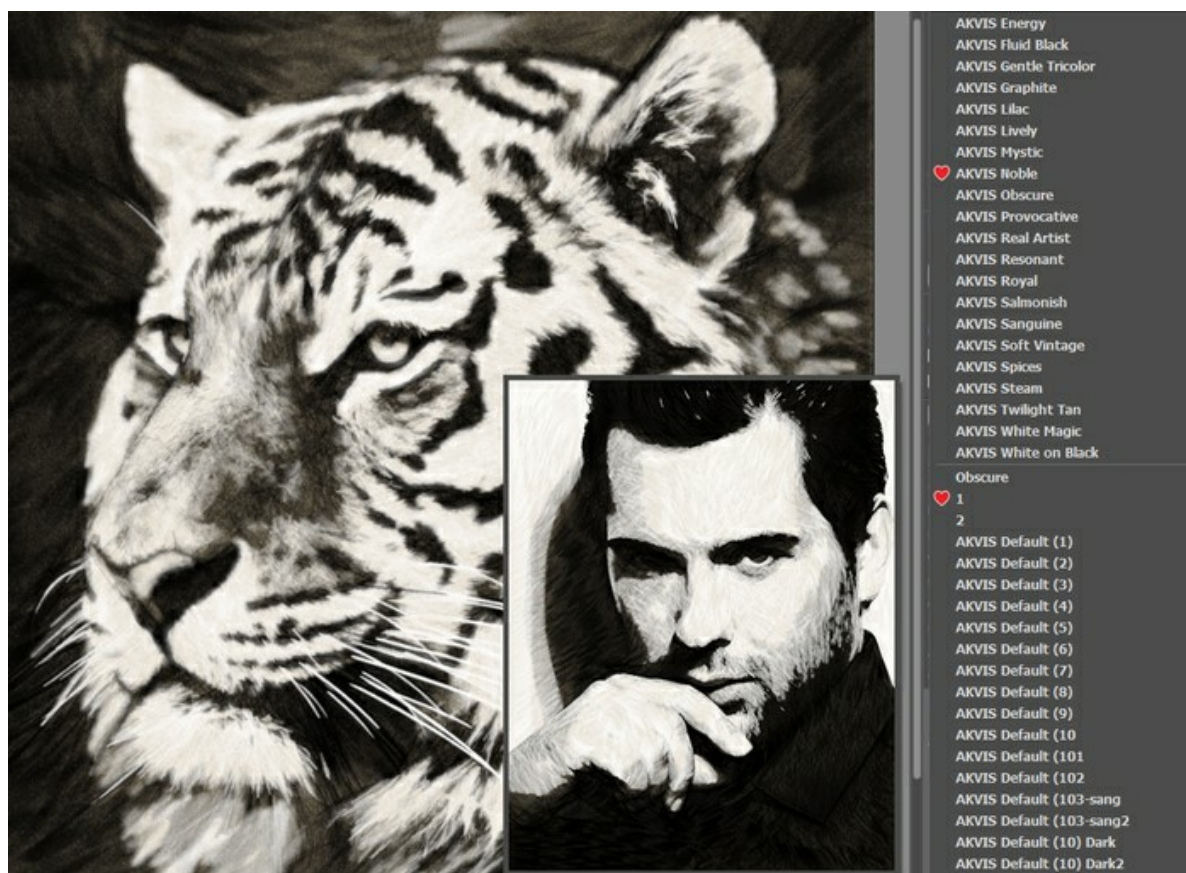 AKVIS Energy
AKVIS Fluid Black
AKVIS Gentle Tricolor
AKVIS Graphite
AKVIS Lilac
AKVIS Lively
AKVIS Mystic
AKVIS Noble
AKVIS Obscure
AKVIS Provocative
AKVIS Real Artist
AKVIS Resonant
AKVIS Royal
AKVIS Salmonish
AKVIS Sanguine
AKVIS Soft Vintage
AKVIS Spices
AKVIS Steam
AKVIS Twilight Tan
AKVIS White Magic
AKVIS White on Black
Obscure
1
2
AKVIS Default (1)
AKVIS Default (2)
AKVIS Default (3)
AKVIS Default (4)
AKVIS Default (5)
AKVIS Default (6)
AKVIS Default (7)
AKVIS Default (8)
AKVIS Default (9)
AKVIS Default (10
AKVIS Default (101
AKVIS Default (102
AKVIS Default (103-sang
AKVIS Default (103-sang2
AKVIS Default (10) Dark
AKVIS Default (10) Dark2